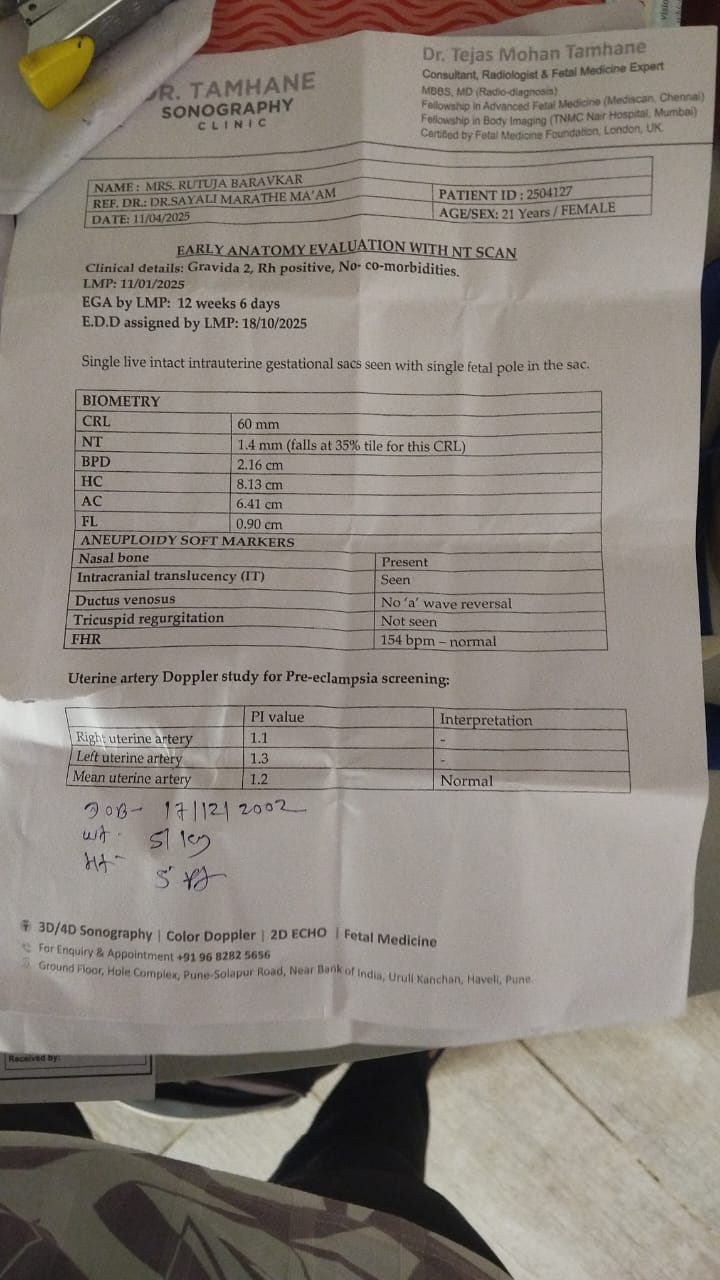 DR. TAMHANE
SONOGRAPHY
CLINIC
Dr. Tejas Mohan Tamhane
Consultant, Radiologist & Fetal Medicine Expert
MBBS, MD (Radio-diagnosis)
Fellowship in Advanced Fetal Medicine (Mediscan, Chennai)
Fellowship in Body Imaging (TNMC Nair Hospital, Mumbai)
Certified by Fetal Medicine Foundation, London, UK.
NAME : MRS. RUTUJA BARAVKAR
REF. DR.: DR.SAYALI MARATHE MA'AM
DATE: 11/04/2025
PATIENT ID : 2504127
AGE/SEX: 21 Years / FEMALE
EARLY ANATOMY EVALUATION WITH NT SCAN
Clinical details: Gravida 2, Rh positive, No- co-morbidities.
LMP: 11/01/2025
EGA by LMP: 12 weeks 6 days
E.D.D assigned by LMP: 18/10/2025
Single live intact intrauterine gestational sacs seen with single fetal pole in the sac.
BIOMETRY
CRL 60 mm
NT 1.4 mm (falls at 35% tile for this CRL)
BPD 2.16 cm
HC 8.13 cm
AC 6.41 cm
FL 0.90 cm
ANEUPLOIDY SOFT MARKERS
Nasal bone Present
Intracranial translucency (IT) Seen
Ductus venosus No 'a' wave reversal
Tricuspid regurgitation Not seen
FHR 154 bpm – normal
Uterine artery Doppler study for Pre-eclampsia screening:
PI value Interpretation
Right uterine artery 1.1 -
Left uterine artery 1.3 -
Mean uterine artery 1.2 Normal
DOB- 17/12/2002
wt. 51 kg
Ht- 5 ft
3D/4D Sonography | Color Doppler | 2D ECHO | Fetal Medicine
For Enquiry & Appointment +91 96 8282 5656
Ground Floor, Hole Complex, Pune-Solapur Road, Near Bank of India, Uruli Kanchan, Haveli, Pune
Received by: